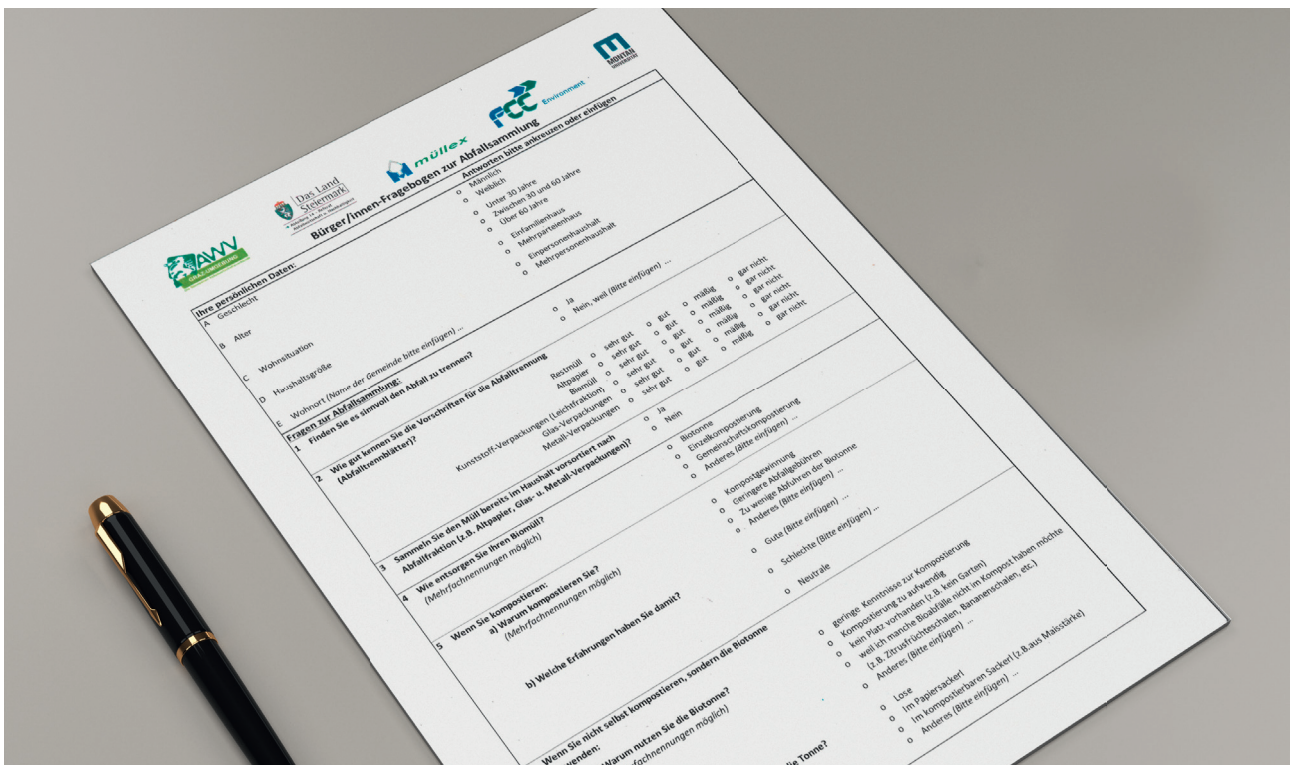 MONTAN
UNIVERSITÄT
FCC Environment
müllex
Das Land
Steiermark
AWV
GRAZ-UMGEBUNG
Bürger/innen-Fragebogen zur Abfallsammlung
Ihre persönlichen Daten: Antworten bitte ankreuzen oder einfügen
A Geschlecht o Männlich
o Weiblich
B Alter o Unter 30 Jahre
o Zwischen 30 und 60 Jahre
o Über 60 Jahre
C Wohnsituation o Einfamilienhaus
o Mehrparteienhaus
D Haushaltsgröße o Einpersonenhaushalt
o Mehrpersonenhaushalt
E Wohnort (Name der Gemeinde bitte einfügen) ...
Fragen zur Abfallsammlung:
1 Finden Sie es sinnvoll den Abfall zu trennen? o Ja
o Nein, weil (Bitte einfügen) ...
2 Wie gut kennen Sie die Vorschriften für die Abfalltrennung
(Abfalltrennblätter)?
Restmüll o sehr gut o gut o mäßig o gar nicht
Altpapier o sehr gut o gut o mäßig o gar nicht
Biomüll o sehr gut o gut o mäßig o gar nicht
Kunststoff-Verpackungen (Leichtfraktion) o sehr gut o gut o mäßig o gar nicht
Glas-Verpackungen o sehr gut o gut o mäßig o gar nicht
Metall-Verpackungen o sehr gut o gut o mäßig o gar nicht
3 Sammeln Sie den Müll bereits im Haushalt vorsortiert nach o Ja
Abfallfraktion (z.B. Altpapier, Glas- u. Metall-Verpackungen)? o Nein
4 Wie entsorgen Sie Ihren Biomüll? o Biotonne
(Mehrfachnennungen möglich) o Einzelkompostierung
o Gemeinschaftskompostierung
o Anderes (Bitte einfügen) ...
5 Wenn Sie kompostieren:
a) Warum kompostieren Sie? o Kompostgewinnung
(Mehrfachnennungen möglich) o Geringere Abfallgebühren
o Zu wenige Abfuhren der Biotonne
o Anderes (Bitte einfügen) ...
b) Welche Erfahrungen haben Sie damit? o Gute (Bitte einfügen) ...
o Schlechte (Bitte einfügen) ...
o Neutrale
Wenn Sie nicht selbst kompostieren, sondern die Biotonne
wenden:
Warum nutzen Sie die Biotonne? o geringe Kenntnisse zur Kompostierung
fachnennungen möglich) o Kompostierung zu aufwendig
o kein Platz vorhanden (z.B. kein Garten)
o weil ich manche Bioabfälle nicht im Kompost haben möchte
(z.B. Zitrusfrüchteschalen, Bananenschalen, etc.)
o Anderes (Bitte einfügen) ...
die Tonne? o Lose
o Im Papiersackerl
o Im kompostierbaren Sackerl (z.B.aus Maisstärke)
o Anderes (Bitte einfügen) ...